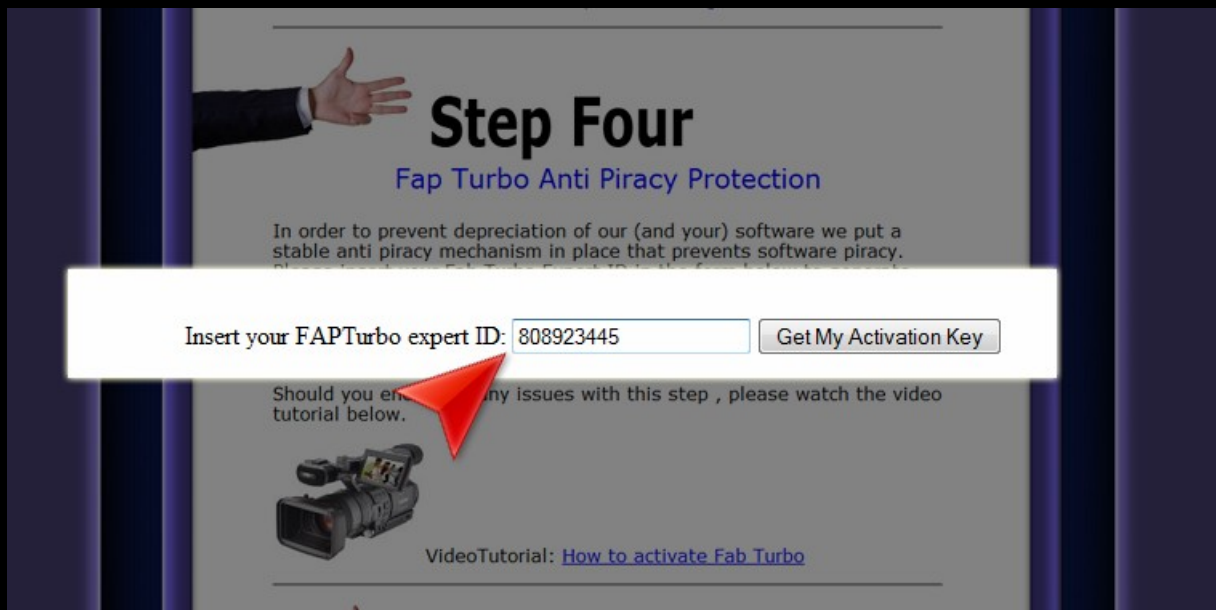 Step Four
Fap Turbo Anti Piracy Protection
In order to prevent depreciation of our (and your) software we put a
stable anti piracy mechanism in place that prevents software piracy.
Insert your FAPTurbo expert ID: 808923445 Get My Activation Key
Should you any issues with this step , please watch the video
tutorial below.
VideoTutorial: How to activate Fab Turbo